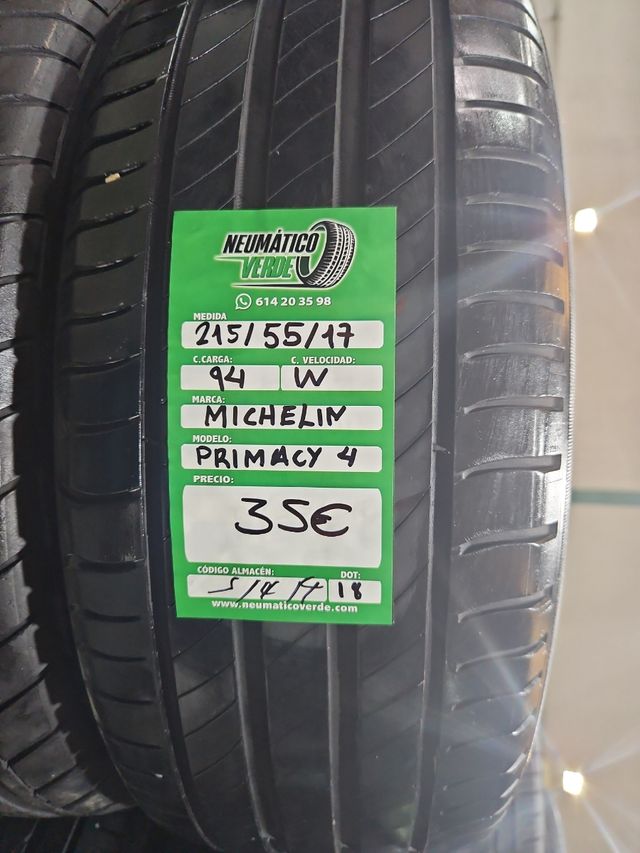 NEUMÁTICO
VERDE
614 20 35 98
MEDIDA
215/55/17
C.CARGA: C. VELOCIDAD:
94 W
MARCA:
MICHELIN
MODELO:
PRIMACY 4
PRECIO:
35€
CÓDIGO ALMACÉN: DOT:
18
www.neumaticoverde.com